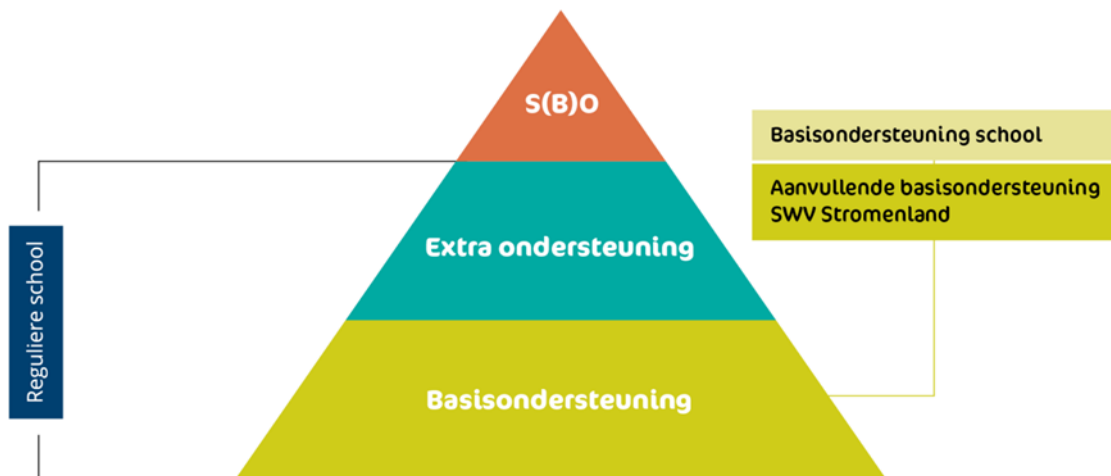 S(B)O
Basisondersteuning school
Aanvullende basisondersteuning
SWV Stromenland
Extra ondersteuning
Reguliere school
Basisondersteuning